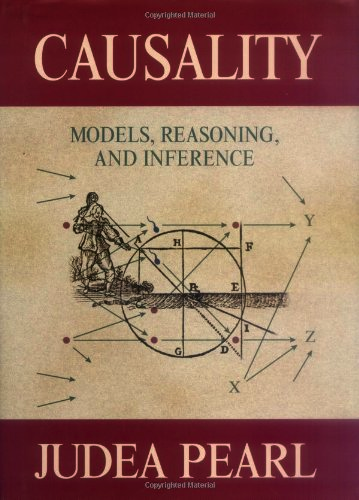 CAUSALITY
MODELS, REASONING,
AND INFERENCE
Y
A
H
F
B
E
I
G
D
Z
X
JUDEA PEARL